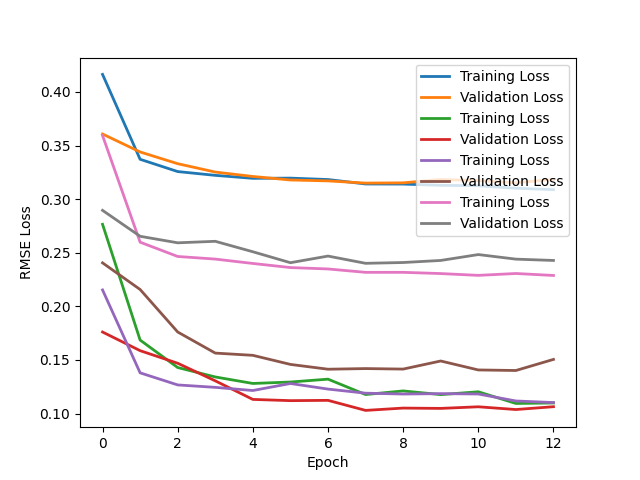 Training Loss
Validation Loss
Training Loss
Validation Loss
Training Loss
Validation Loss
Training Loss
Validation Loss
0.40
0.35
0.30
0.25
0.20
0.15
0.10
RMSE Loss
0 2 4 6 8 10 12
Epoch